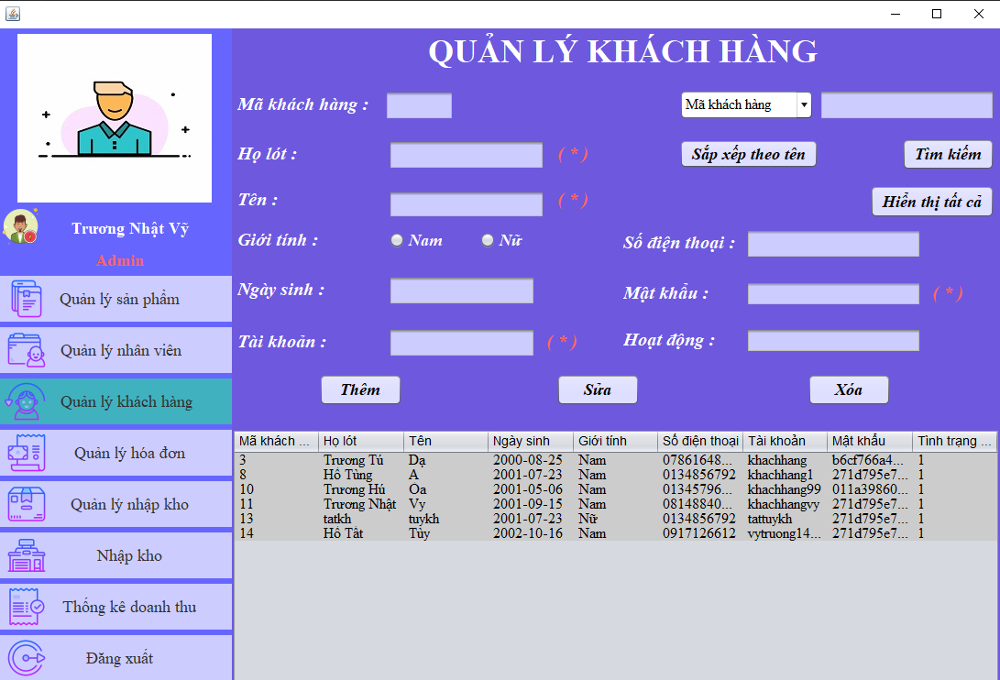 QUẢN LÝ KHÁCH HÀNG
Mã khách hàng :
Mã khách hàng
Họ lót :
( * )
Sắp xếp theo tên
Tìm kiếm
Tên :
( * )
Hiển thị tất cả
Giới tính :
Nam
Nữ
Số điện thoại :
Ngày sinh :
Mật khẩu :
( * )
Tài khoản :
( * )
Hoạt động :
Thêm
Sửa
Xóa
Trương Nhật Vỹ
Admin
Quản lý sản phẩm
Quản lý nhân viên
Quản lý khách hàng
Quản lý hóa đơn
Quản lý nhập kho
Nhập kho
Thống kê doanh thu
Đăng xuất
Mã khách ... Họ lót Tên Ngày sinh Giới tính Số điện thoại Tài khoản Mật khẩu Tình trạng ...
3 Trương Tú Dạ 2000-08-25 Nam 07861648... khachhang b6cf766a4... 1
8 Hồ Tùng A 2001-07-23 Nam 0134856792 khachhang1 271d795e7... 1
10 Trương Hú Oa 2001-05-06 Nam 01345796... khachhang99 011a39860... 1
11 Trương Nhật Vy 2001-09-15 Nam 08148840... khachhangvy 271d795e7... 1
13 tatkh tuykh 2001-07-23 Nữ 0134856792 tattuykh 271d795e7... 1
14 Hồ Tất Tùy 2002-10-16 Nam 0917126612 vytruong14... 271d795e7... 1